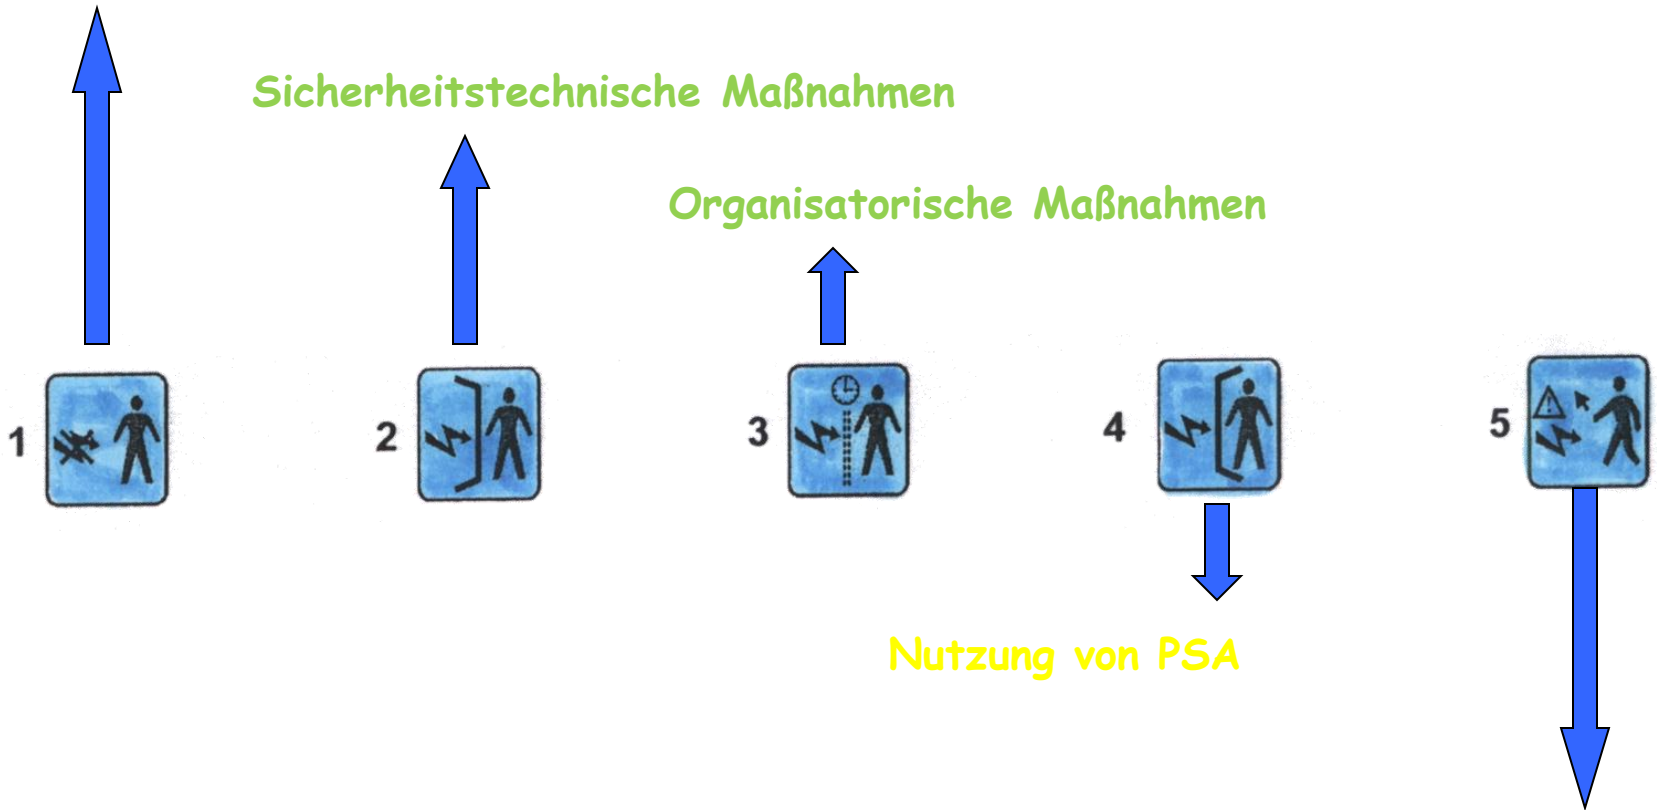 Sicherheitstechnische Maßnahmen
Organisatorische Maßnahmen
1
2
3
4
5
Nutzung von PSA